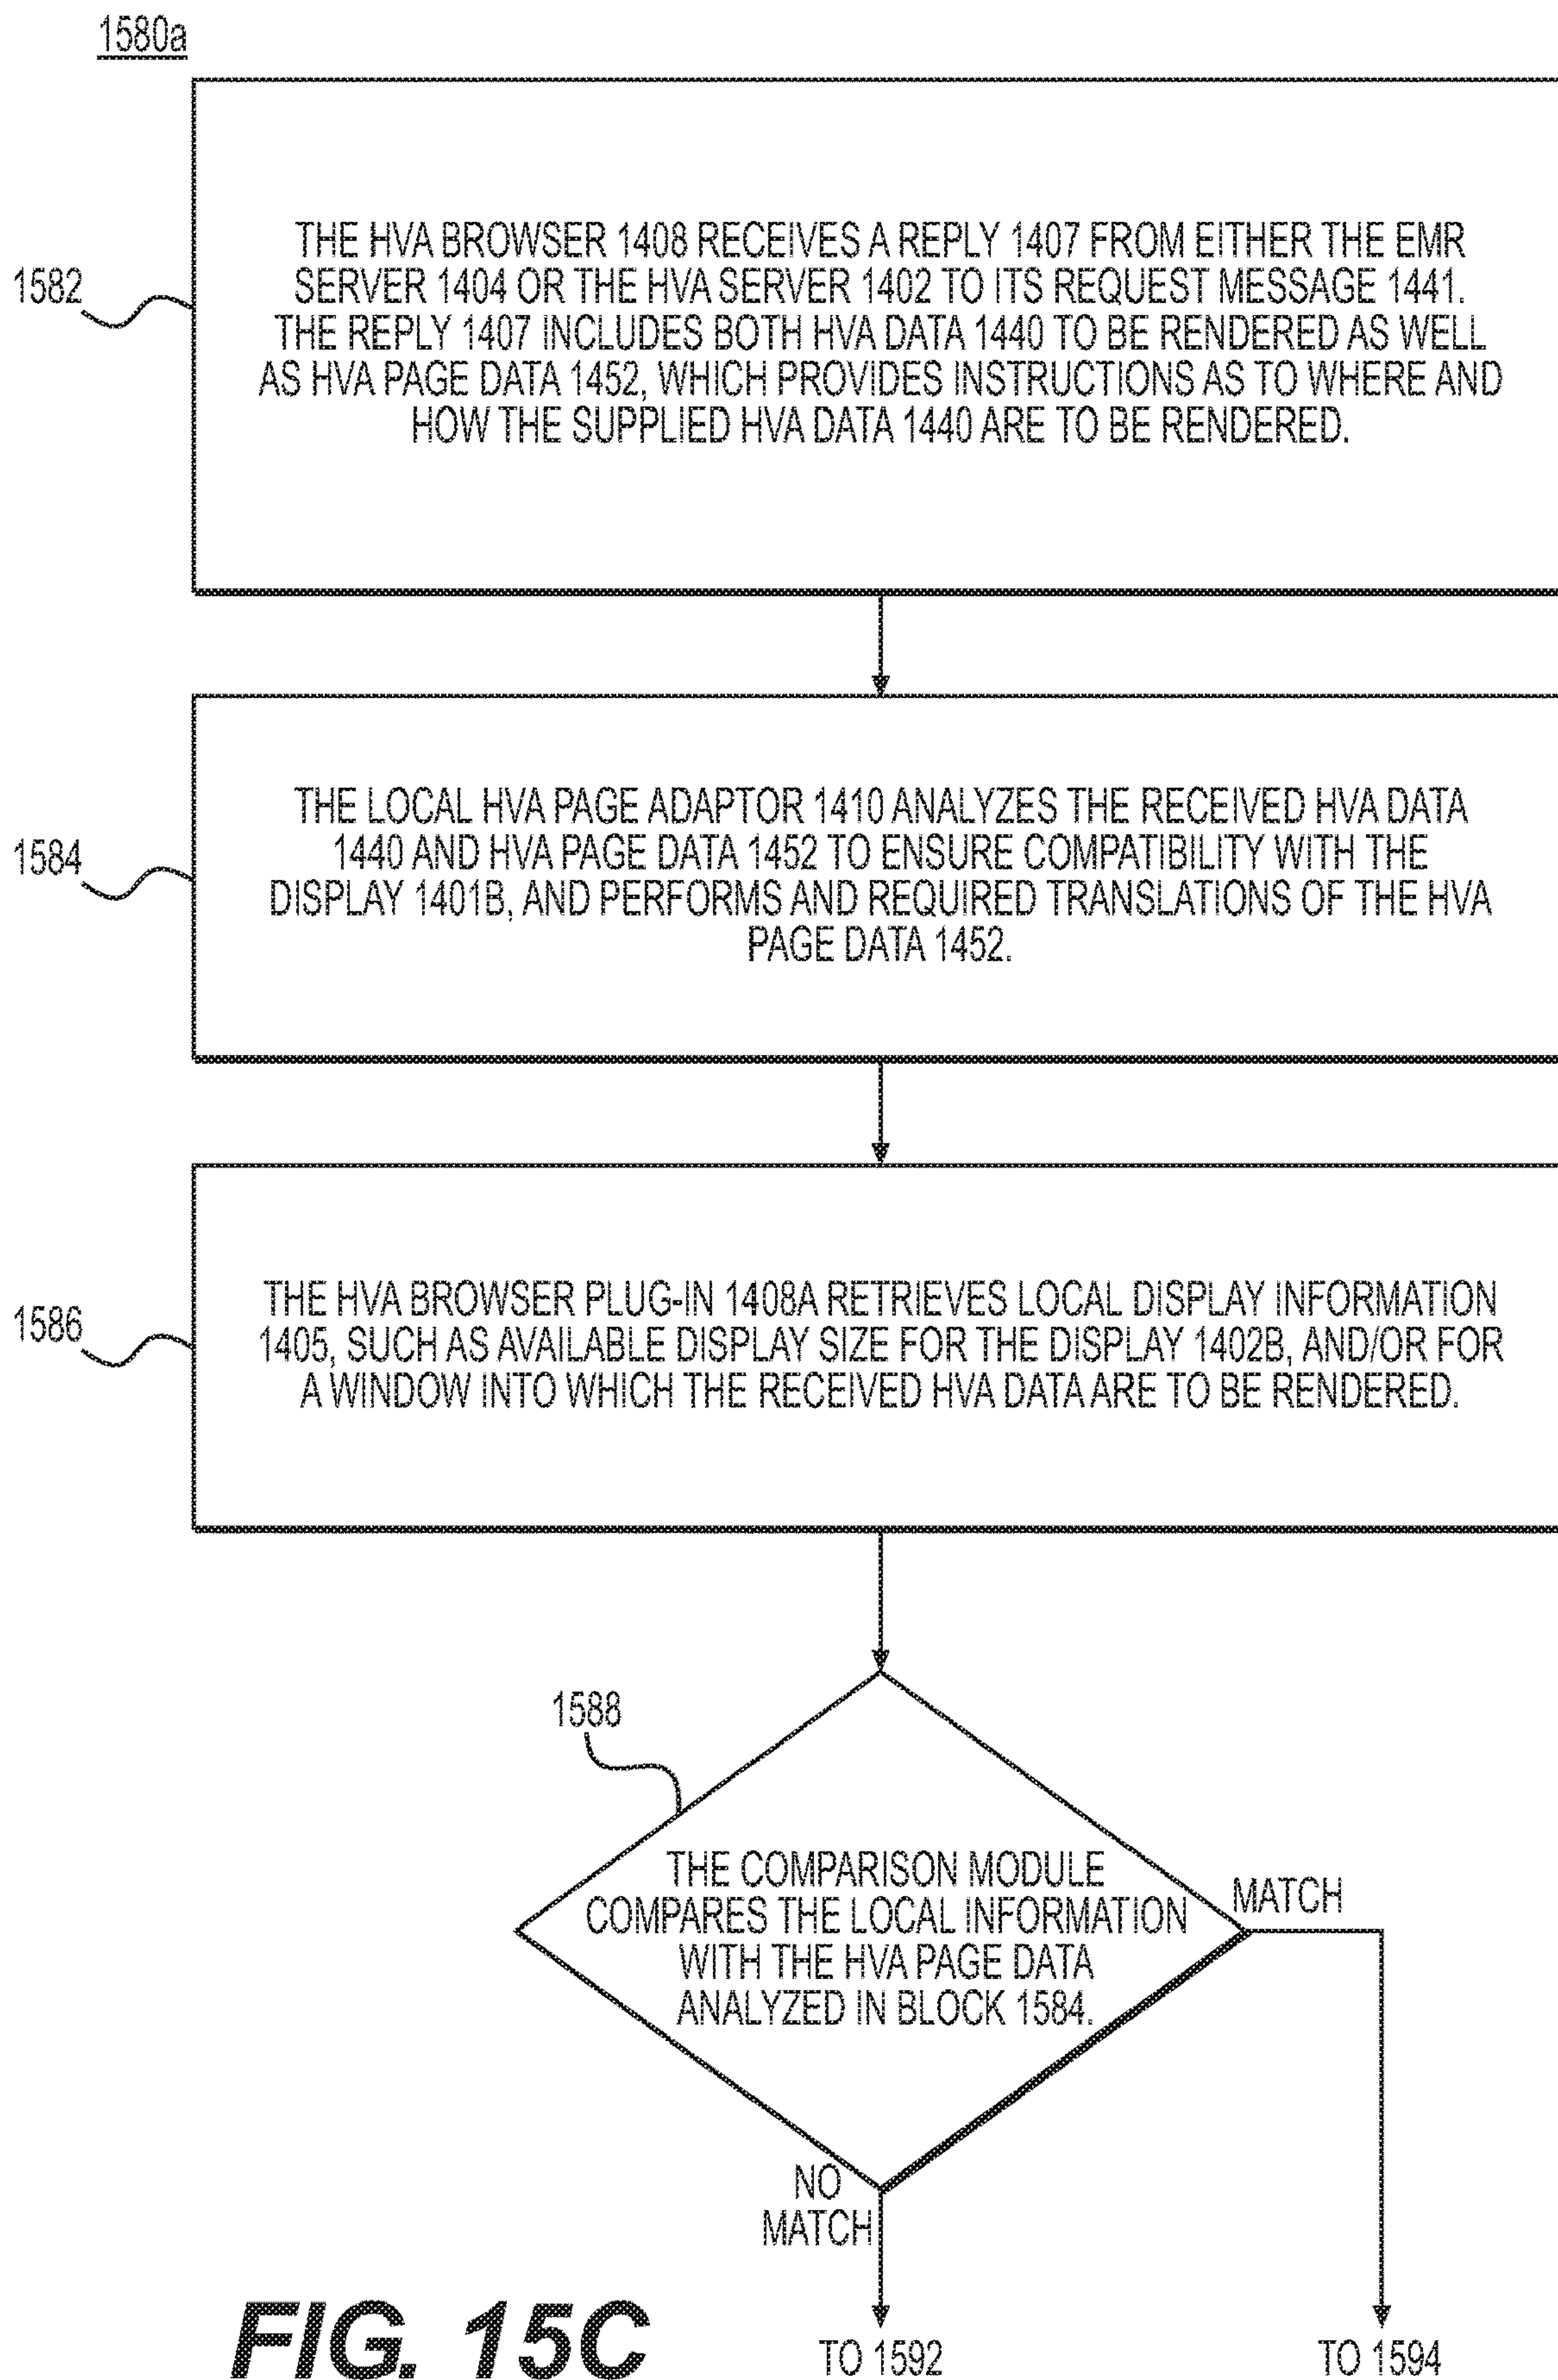 1580a
1582
THE HVA BROWSER 1408 RECEIVES A REPLY 1407 FROM EITHER THE EMR
SERVER 1404 OR THE HVA SERVER 1402 TO ITS REQUEST MESSAGE 1441.
THE REPLY 1407 INCLUDES BOTH HVA DATA 1440 TO BE RENDERED AS WELL
AS HVA PAGE DATA 1452, WHICH PROVIDES INSTRUCTIONS AS TO WHERE AND
HOW THE SUPPLIED HVA DATA 1440 ARE TO BE RENDERED.
1584
THE LOCAL HVA PAGE ADAPTOR 1410 ANALYZES THE RECEIVED HVA DATA
1440 AND HVA PAGE DATA 1452 TO ENSURE COMPATIBILITY WITH THE
DISPLAY 1401B, AND PERFORMS AND REQUIRED TRANSLATIONS OF THE HVA
PAGE DATA 1452.
1586
THE HVA BROWSER PLUG-IN 1408A RETRIEVES LOCAL DISPLAY INFORMATION
1405, SUCH AS AVAILABLE DISPLAY SIZE FOR THE DISPLAY 1402B, AND/OR FOR
A WINDOW INTO WHICH THE RECEIVED HVA DATA ARE TO BE RENDERED.
1588
THE COMPARISON MODULE
COMPARES THE LOCAL INFORMATION
WITH THE HVA PAGE DATA
ANALYZED IN BLOCK 1584.
MATCH
NO
MATCH
TO 1592
TO 1594
FIG. 15C